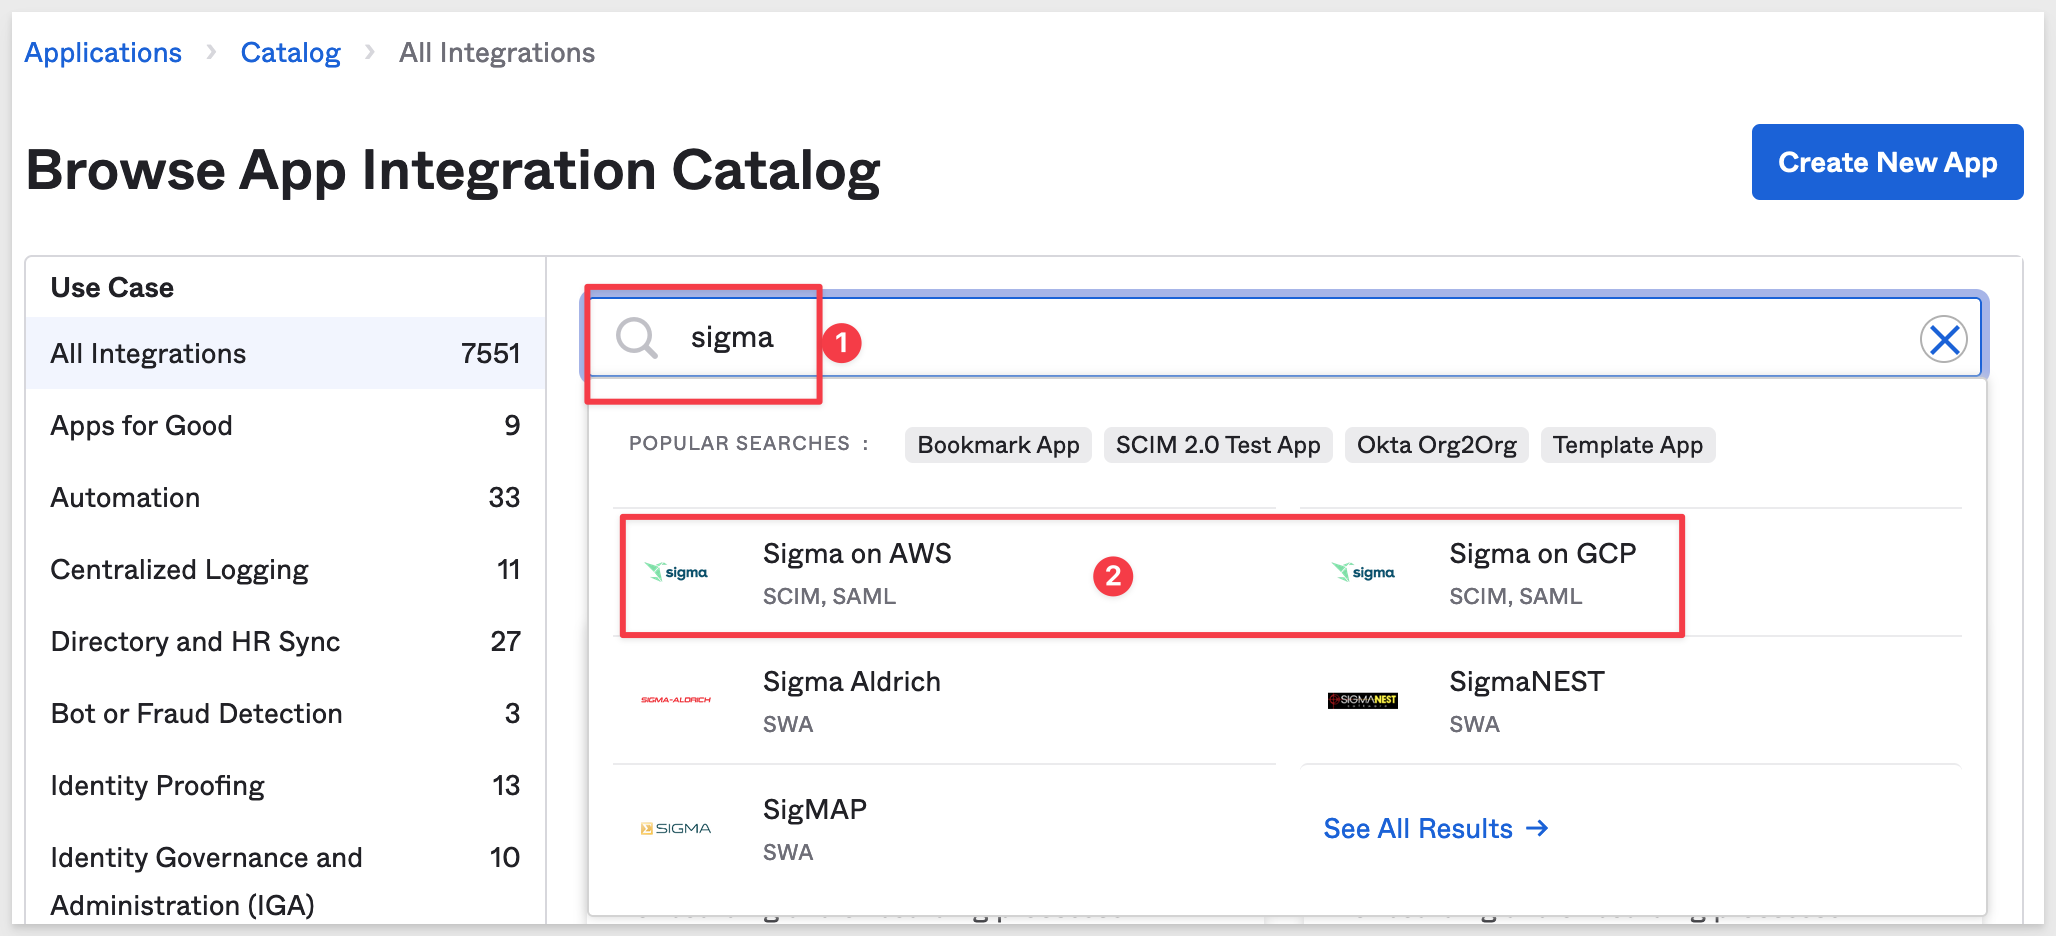 Applications > Catalog > All Integrations
Browse App Integration Catalog
Create New App
Use Case
All Integrations 7551
Apps for Good 9
Automation 33
Centralized Logging 11
Directory and HR Sync 27
Bot or Fraud Detection 3
Identity Proofing 13
Identity Governance and 10
Administration (IGA)
sigma
1
POPULAR SEARCHES : Bookmark App SCIM 2.0 Test App Okta Org2Org Template App
sigma
Sigma on AWS
SCIM, SAML
2
sigma
Sigma on GCP
SCIM, SAML
SIGMA-ALDRICH
Sigma Aldrich
SWA
SIGMANEST
SigmaNEST
SWA
SIGMA
SigMAP
SWA
See All Results →